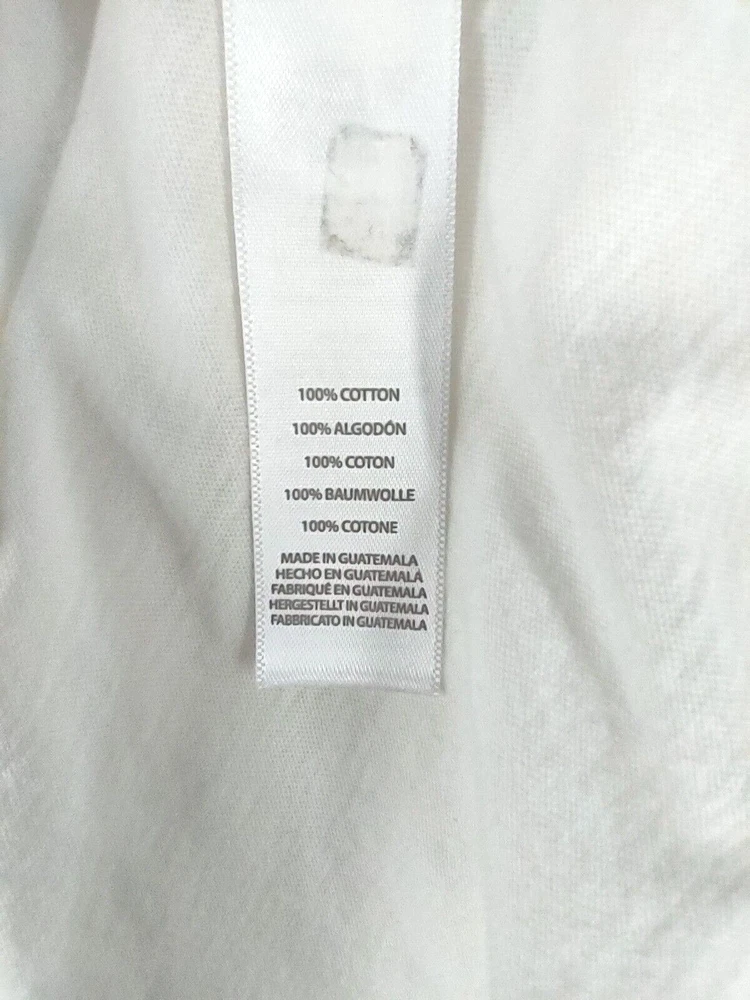 100% COTTON
100% ALGODÓN
100% COTON
100% BAUMWOLLE
100% COTONE
MADE IN GUATEMALA
HECHO EN GUATEMALA
FABRIQUÉ EN GUATEMALA
HERGESTELLT IN GUATEMALA
FABBRICATO IN GUATEMALA